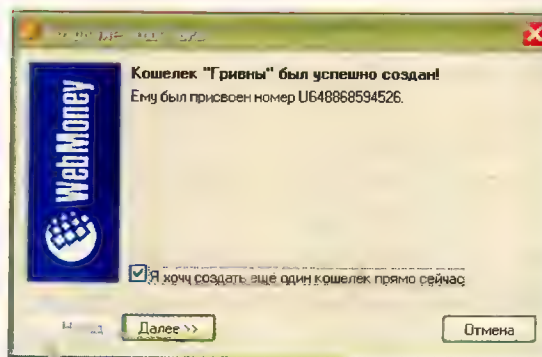 WebMoney
Кошелек "Гривны" был успешно создан!
Ему был присвоен номер U648868594526.
Я хочу создать еще один кошелек прямо сейчас
Далее >>
Отмена